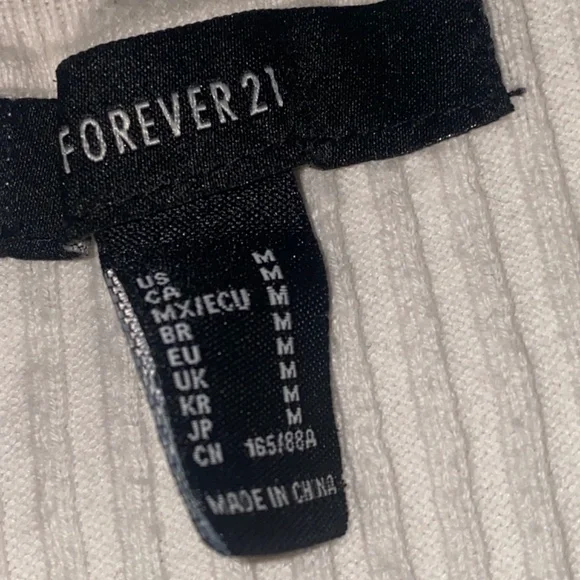 FOREVER 21
US M
CA M
MX/ECU M
BR M
EU M
UK M
KR M
JP M
CN 165/88A
MADE IN CHINA